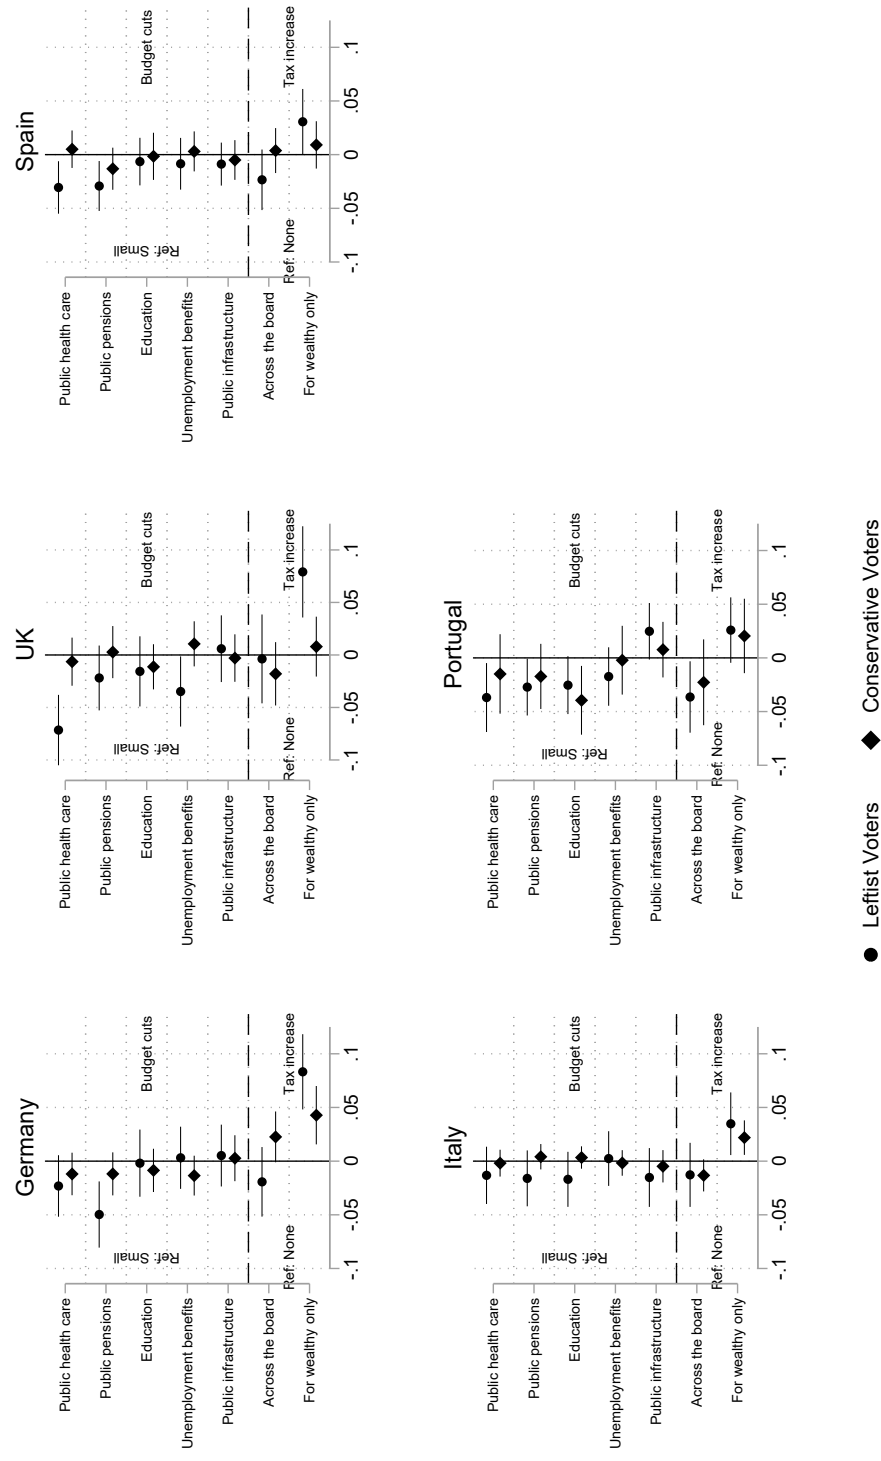 Germany
Public health care
Public pensions
Education
Unemployment benefits
Public infrastructure
Across the board
For wealthy only
Ref: Small
Budget cuts
Ref: None
Tax increase
-.1 -.05 0 .05 .1
UK
Public health care
Public pensions
Education
Unemployment benefits
Public infrastructure
Across the board
For wealthy only
Ref: Small
Budget cuts
Ref: None
Tax increase
-.1 -.05 0 .05 .1
Spain
Public health care
Public pensions
Education
Unemployment benefits
Public infrastructure
Across the board
For wealthy only
Ref: Small
Budget cuts
Ref: None
Tax increase
-.1 -.05 0 .05 .1
Italy
Public health care
Public pensions
Education
Unemployment benefits
Public infrastructure
Across the board
For wealthy only
Ref: Small
Budget cuts
Ref: None
Tax increase
-.1 -.05 0 .05 .1
Portugal
Public health care
Public pensions
Education
Unemployment benefits
Public infrastructure
Across the board
For wealthy only
Ref: Small
Budget cuts
Ref: None
Tax increase
-.1 -.05 0 .05 .1
Leftist Voters Conservative Voters